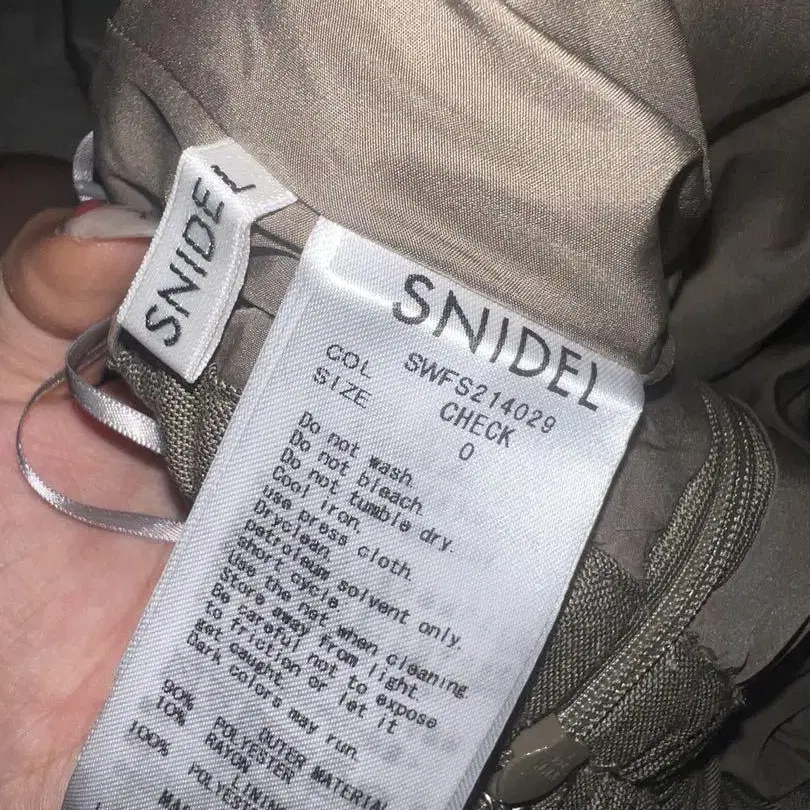 SNIDEL
SNIDEL
SWFS214029
COL CHECK
SIZE 0
Do not wash.
Do not bleach.
Do not tumble dry.
Cool iron.
use press cloth.
Dryclean.
petroleum solvent only.
short cycle
Use the net when cleaning.
Store away from light.
Be careful not to expose
to friction or let it
get caught.
Dark colors may run.
OUTER MATERIAL
90% POLYESTER
10% RAYON
LINING
100%